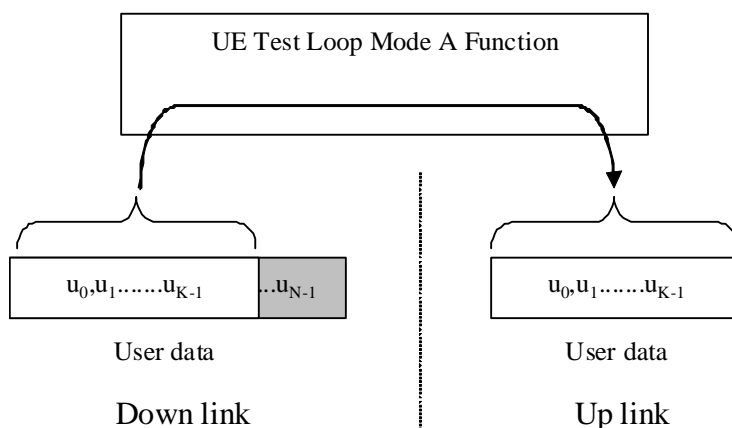 UE Test Loop Mode A Function
u0,u1.......uK-1 ...uN-1
u0,u1.......uK-1
User data
User data
Down link
Up link